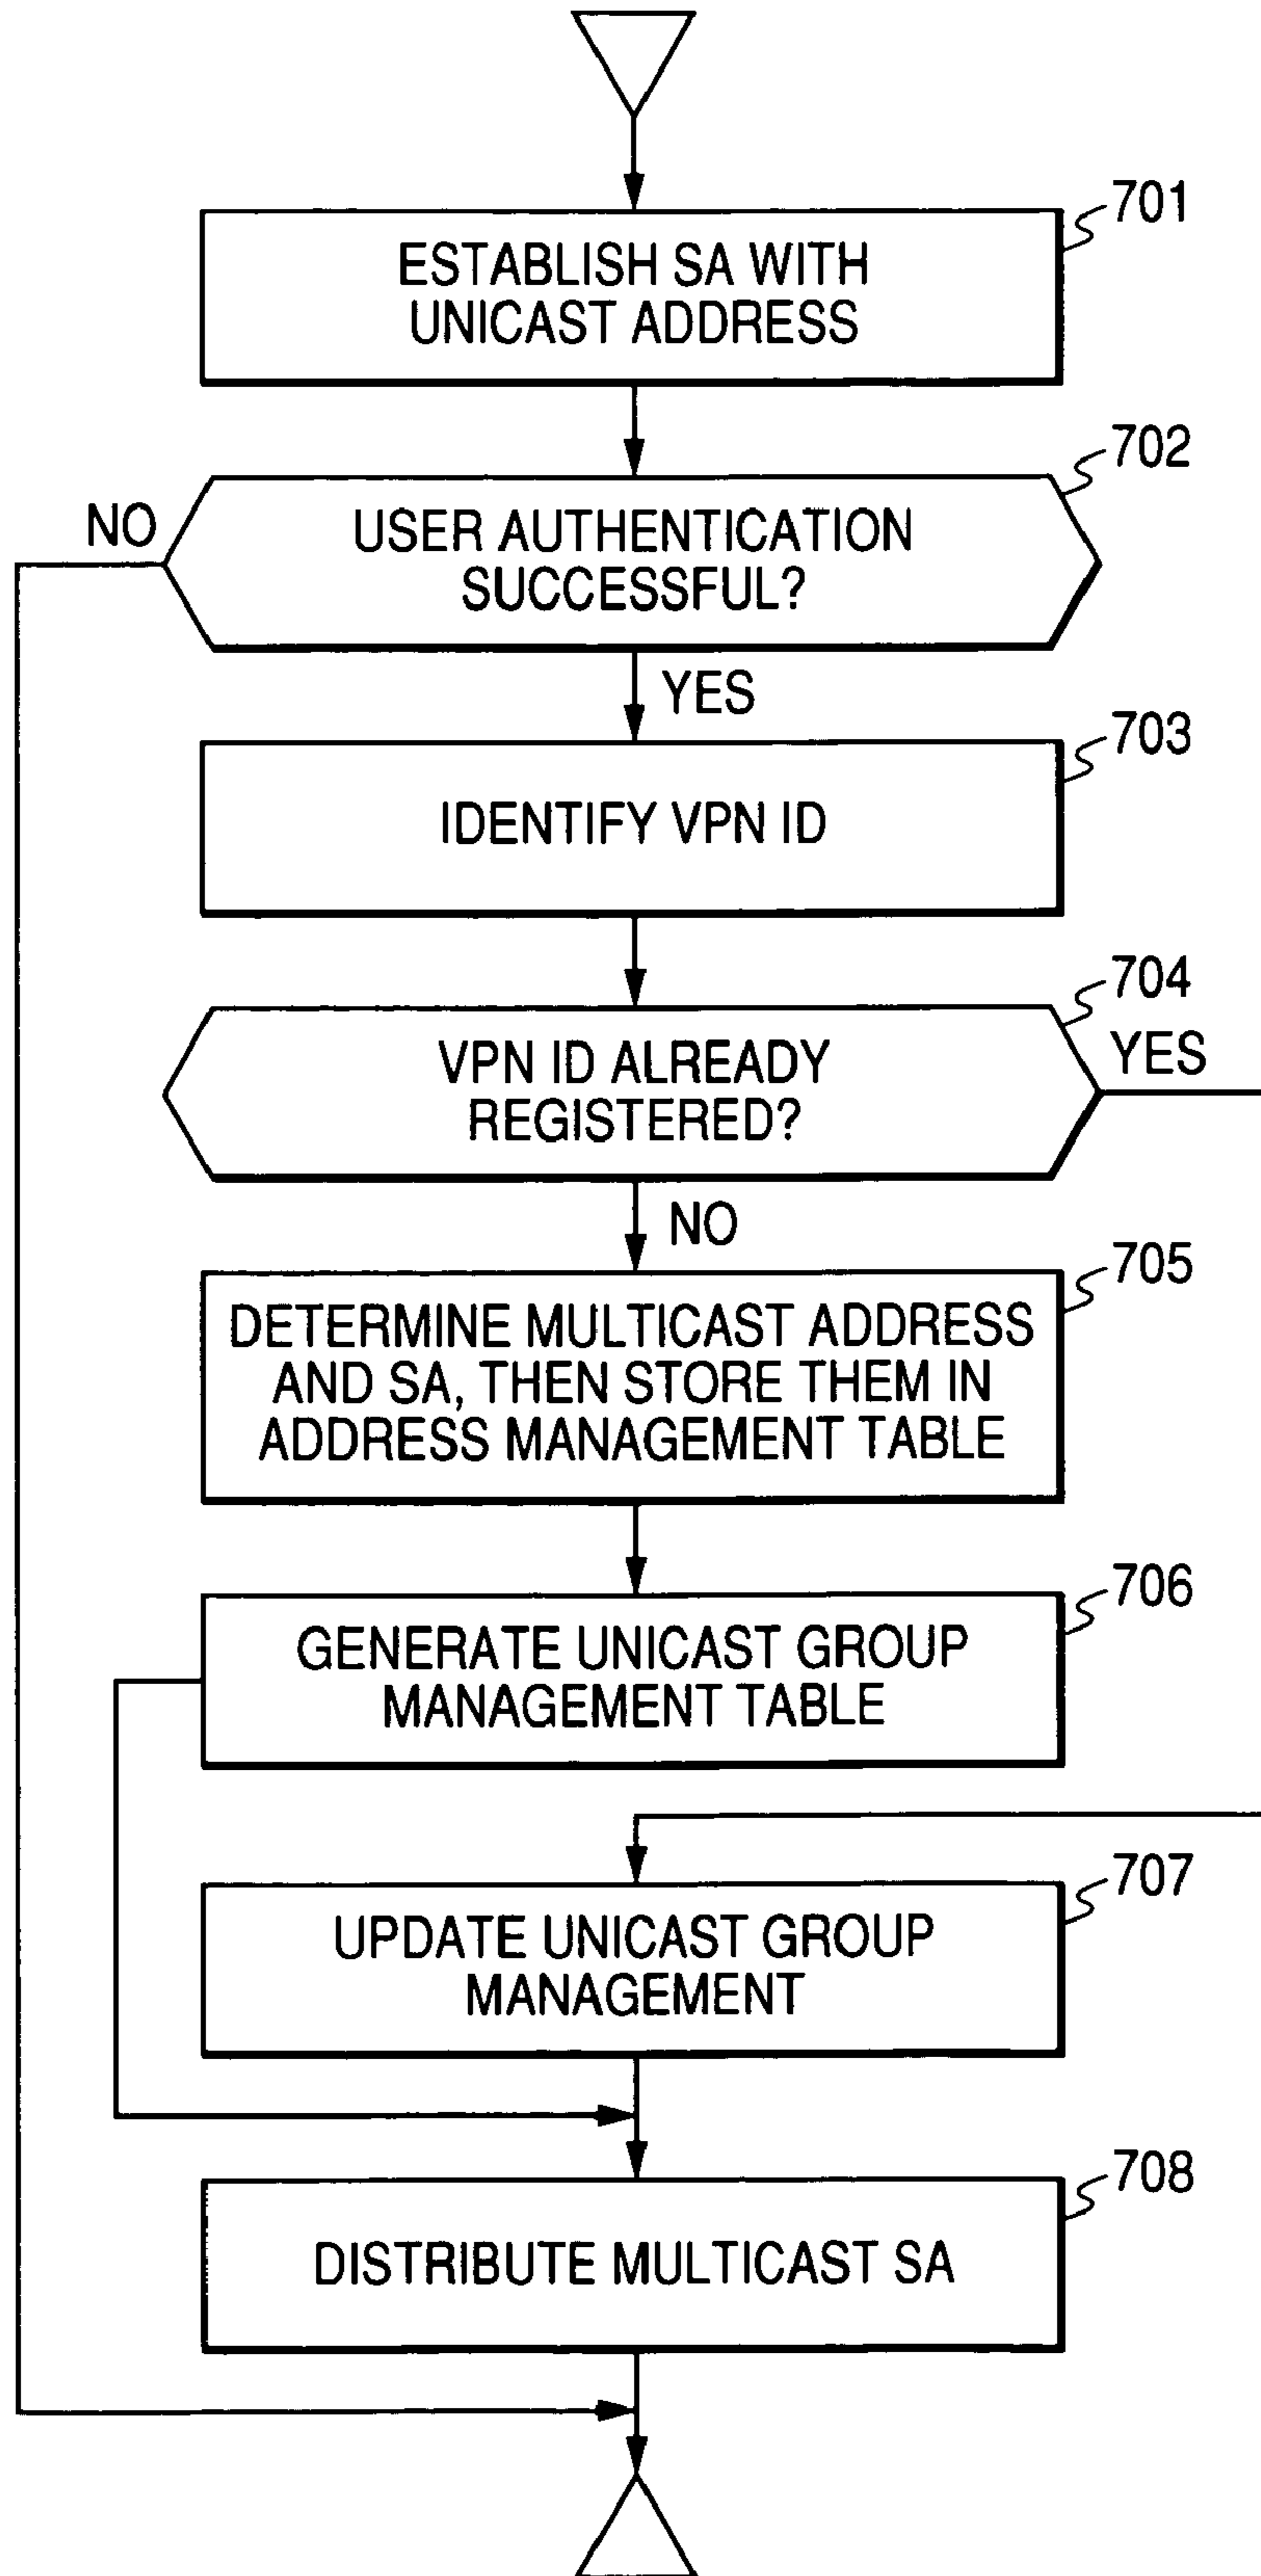 701
ESTABLISH SA WITH
UNICAST ADDRESS
702
NO
USER AUTHENTICATION
SUCCESSFUL?
YES
703
IDENTIFY VPN ID
704
YES
VPN ID ALREADY
REGISTERED?
NO
705
DETERMINE MULTICAST ADDRESS
AND SA, THEN STORE THEM IN
ADDRESS MANAGEMENT TABLE
706
GENERATE UNICAST GROUP
MANAGEMENT TABLE
707
UPDATE UNICAST GROUP
MANAGEMENT
708
DISTRIBUTE MULTICAST SA